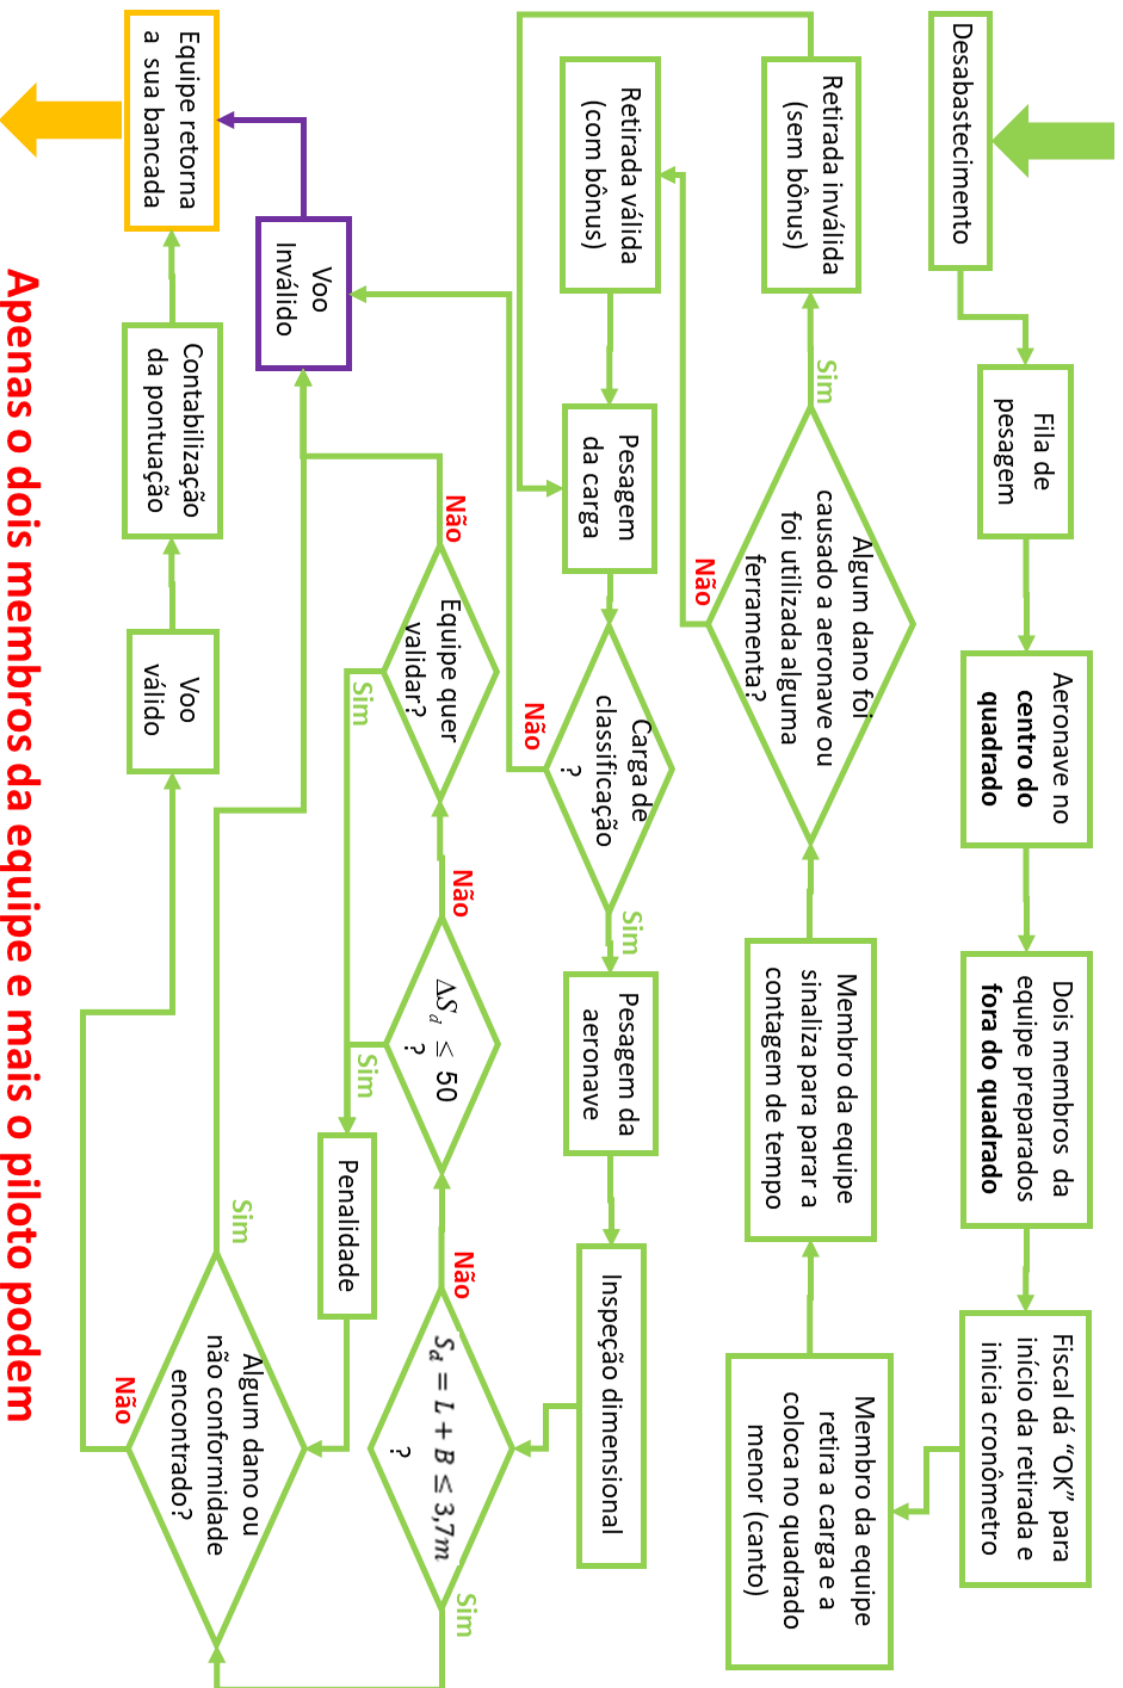 Desabastecimento
Fila de
pesagem
Aeronave no
centro do
quadrado
Dois membros da
equipe preparados
fora do quadrado
Fiscal dá “OK” para
início da retirada e
inicia cronômetro
Retirada inválida
(sem bônus)
Sim
Algum dano foi
causado a aeronave ou
foi utilizada alguma
ferramenta?
Não
Membro da equipe
sinaliza para parar a
contagem de tempo
Membro da equipe
retira a carga e a
coloca no quadrado
menor (canto)
Retirada válida
(com bônus)
Pesagem
da carga
Carga de
classificação
?
Não
Sim
Pesagem da
aeronave
Inspeção dimensional
Voo
Inválido
Não
Equipe quer
validar?
Sim
Não
ΔS d ≤ 50
?
Sim
Não
S d = L + B ≤ 3,7m
?
Sim
Penalidade
Equipe retorna
a sua bancada
Contabilização
da pontuação
Voo
válido
Sim
Algum dano ou
não conformidade
encontrado?
Não
Apenas o dois membros da equipe e mais o piloto podem